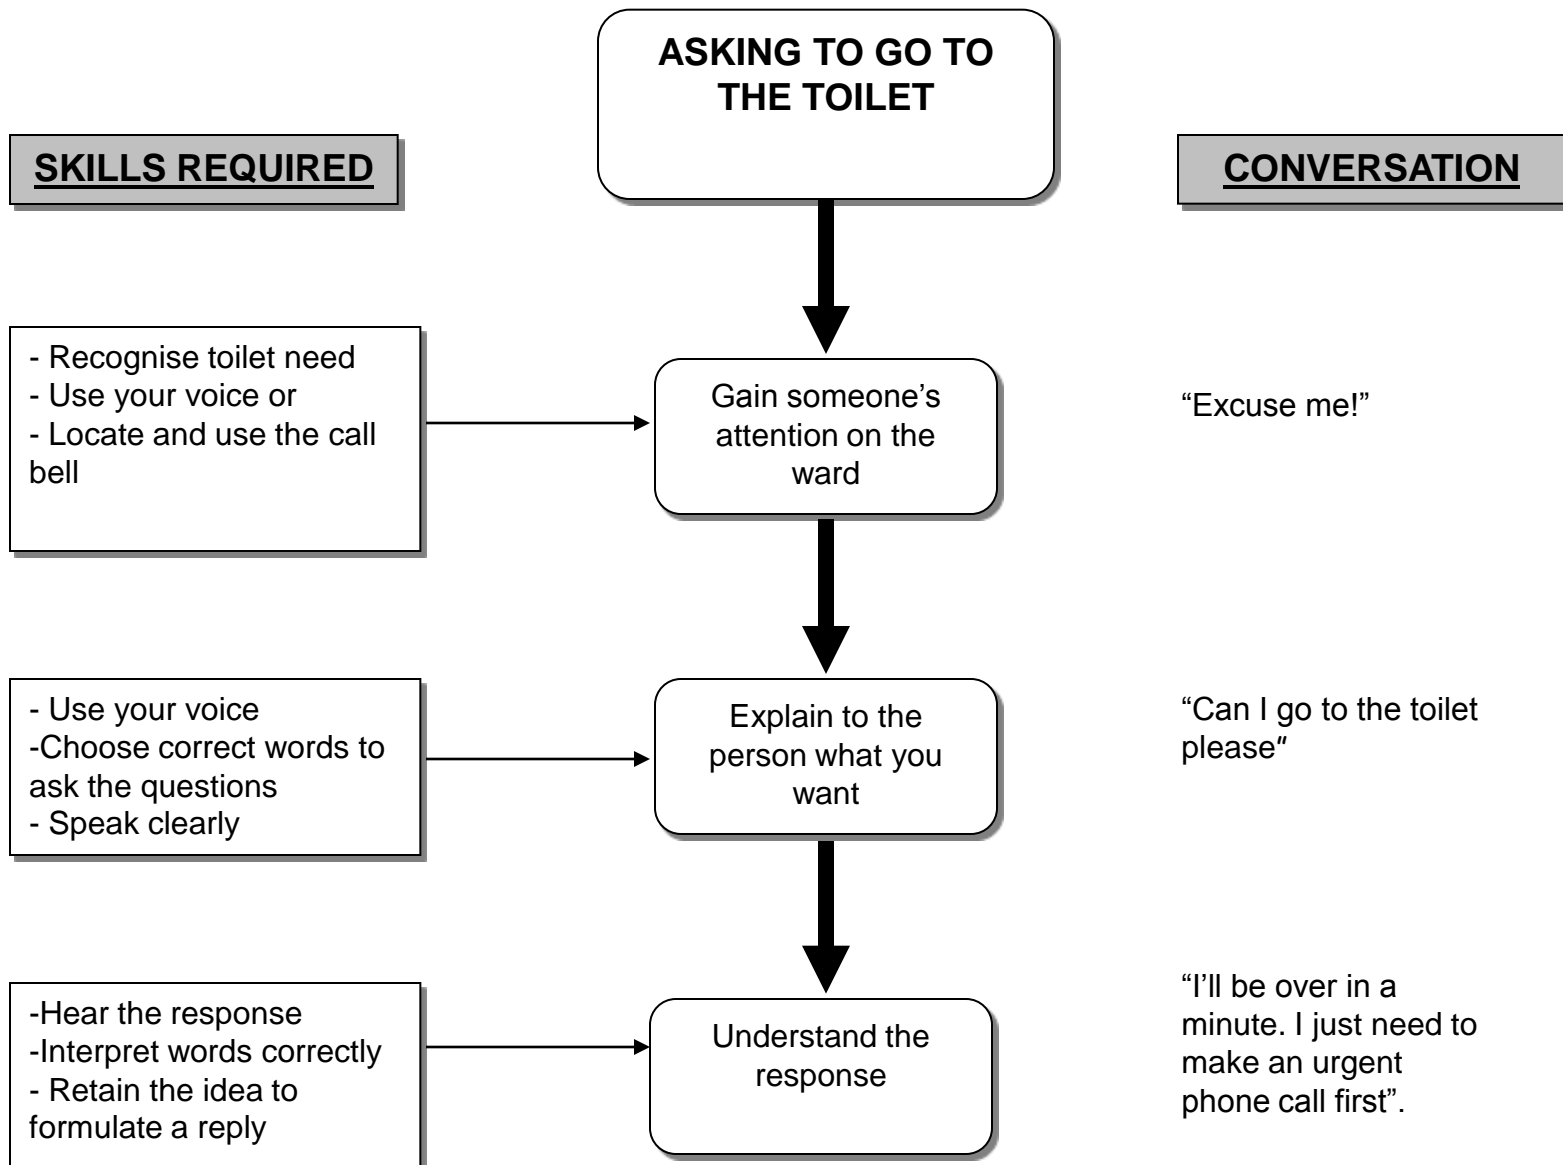 ASKING TO GO TO
THE TOILET
SKILLS REQUIRED
CONVERSATION
- Recognise toilet need
- Use your voice or
- Locate and use the call
bell
Gain someone’s
attention on the
ward
“Excuse me!”
- Use your voice
-Choose correct words to
ask the questions
- Speak clearly
Explain to the
person what you
want
“Can I go to the toilet
please”
-Hear the response
-Interpret words correctly
- Retain the idea to
formulate a reply
Understand the
response
“I’ll be over in a
minute. I just need to
make an urgent
phone call first”.